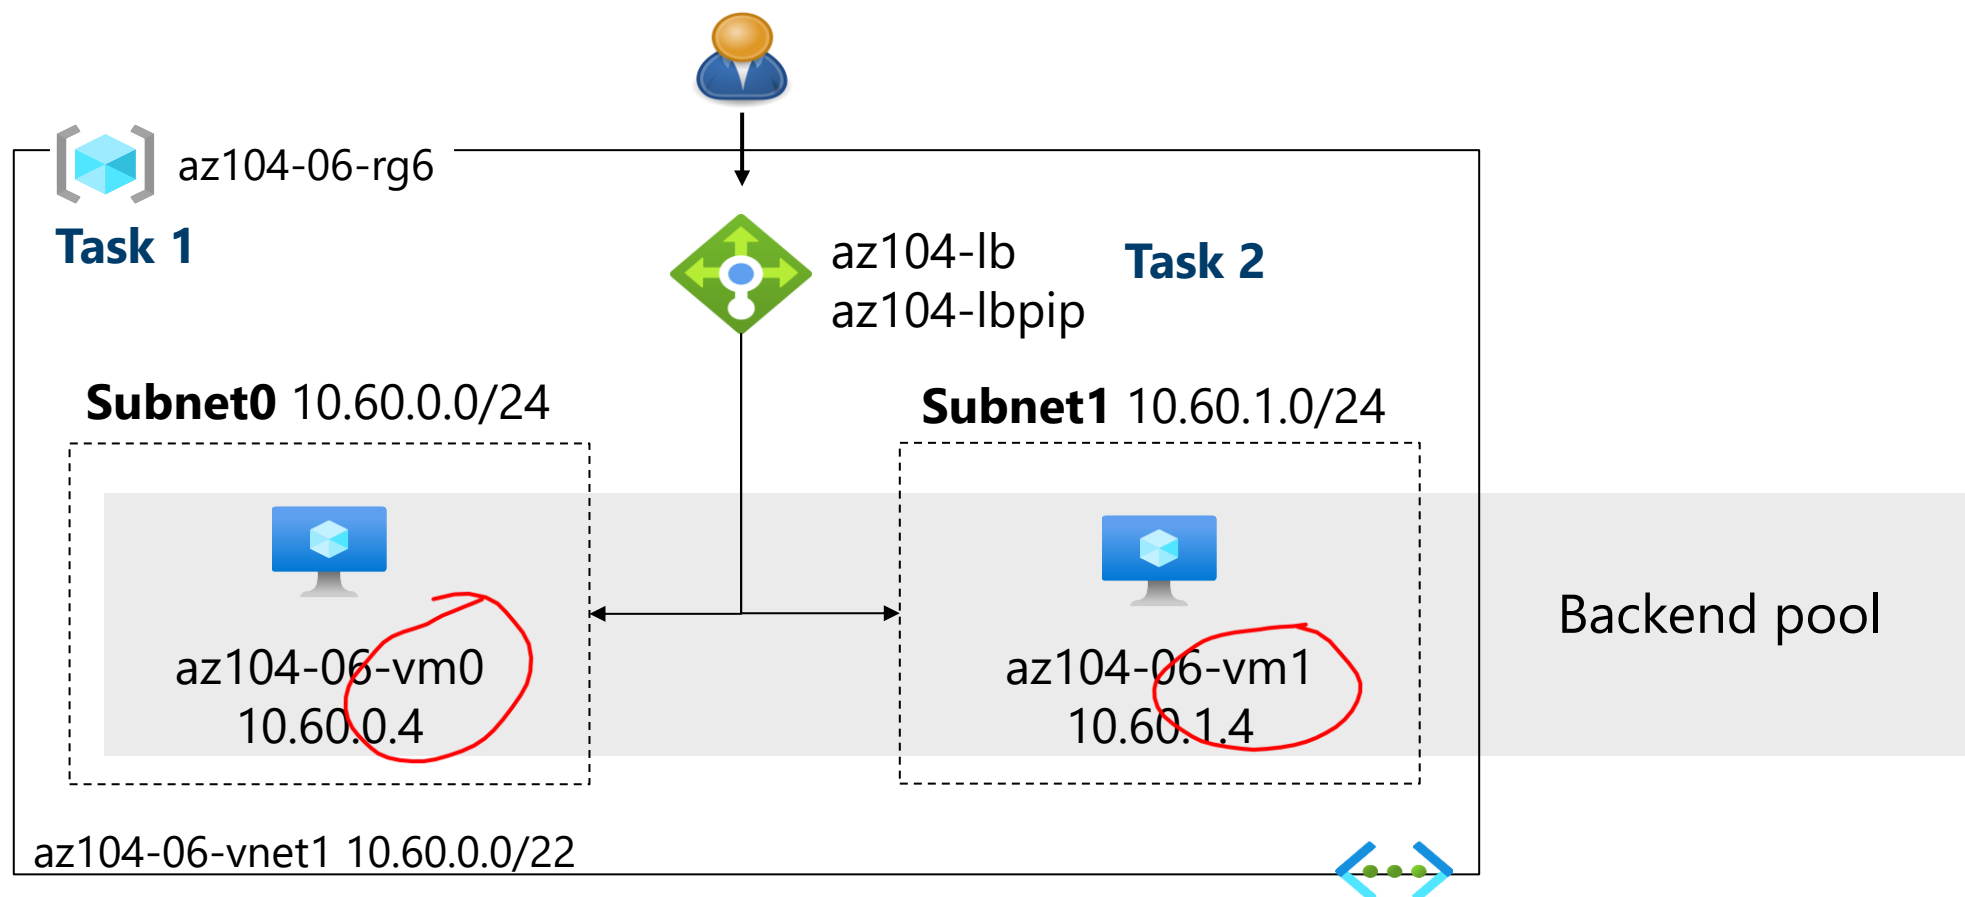 az104-06-rg6
Task 1
az104-lb
az104-lbpip
Task 2
Subnet0 10.60.0.0/24
Subnet1 10.60.1.0/24
az104-06-vm0
10.60.0.4
az104-06-vm1
10.60.1.4
Backend pool
az104-06-vnet1 10.60.0.0/22